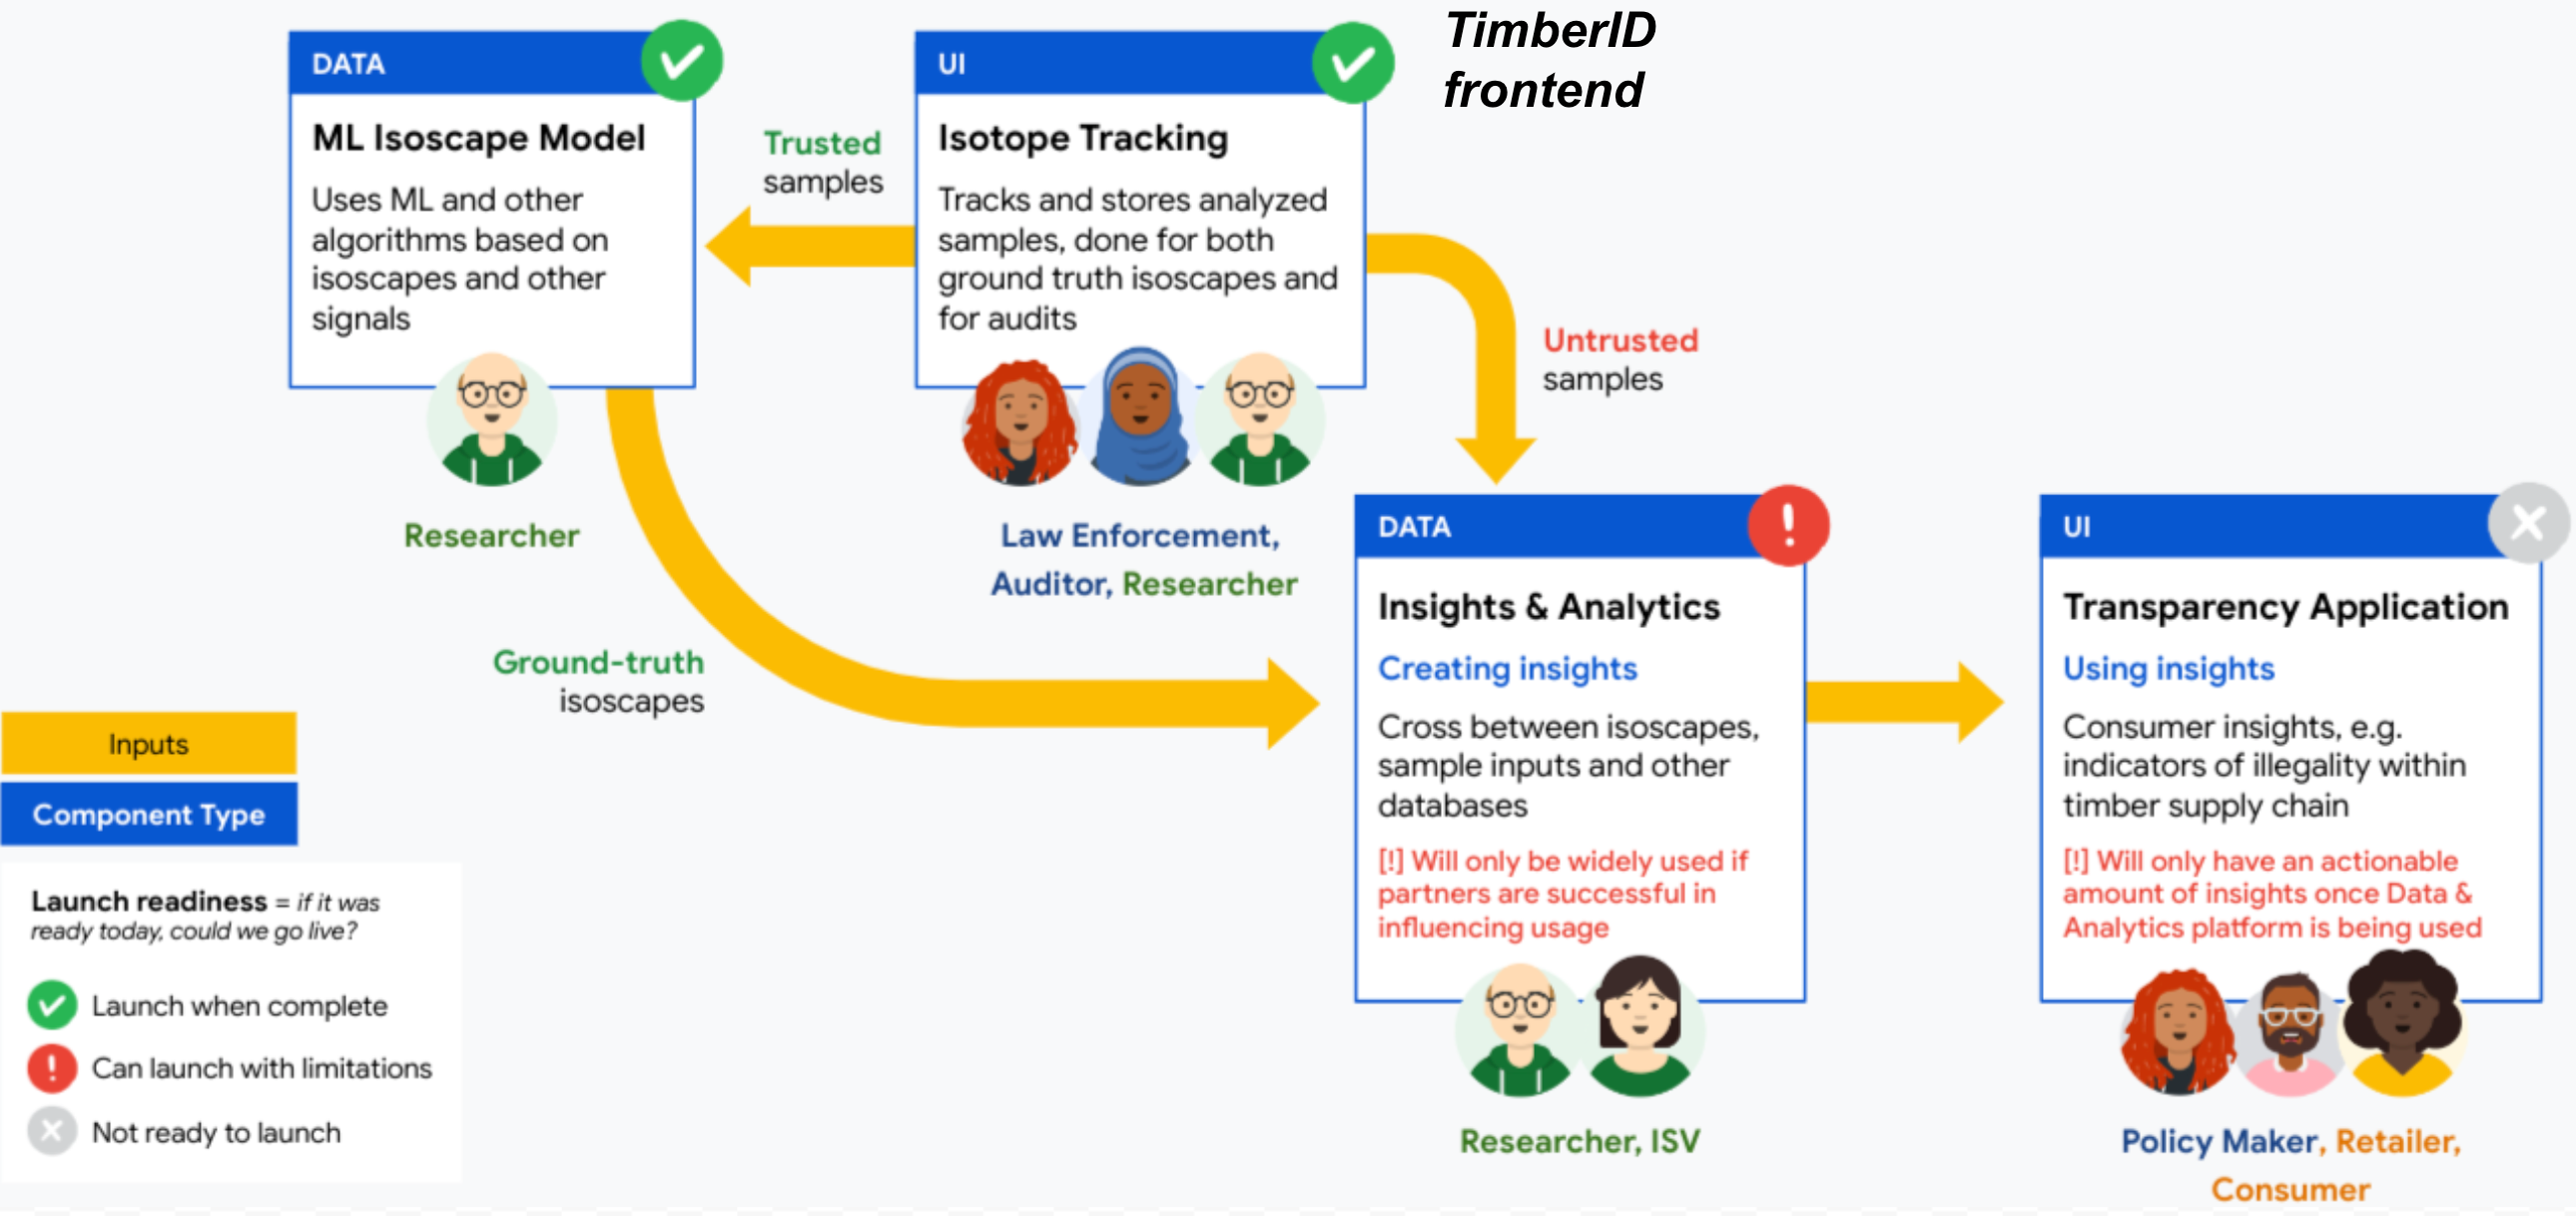 TimberID
frontend
DATA
ML Isoscape Model
Uses ML and other
algorithms based on
isoscapes and other
signals
Researcher
Trusted
samples
UI
Isotope Tracking
Tracks and stores analyzed
samples, done for both
ground truth isoscapes and
for audits
Law Enforcement,
Auditor, Researcher
Untrusted
samples
Ground-truth
isoscapes
DATA
Insights & Analytics
Creating insights
Cross between isoscapes,
sample inputs and other
databases
[!] Will only be widely used if
partners are successful in
influencing usage
Researcher, ISV
UI
Transparency Application
Using insights
Consumer insights, e.g.
indicators of illegality within
timber supply chain
[!] Will only have an actionable
amount of insights once Data &
Analytics platform is being used
Policy Maker, Retailer,
Consumer
Inputs
Component Type
Launch readiness = if it was
ready today, could we go live?
Launch when complete
Can launch with limitations
Not ready to launch